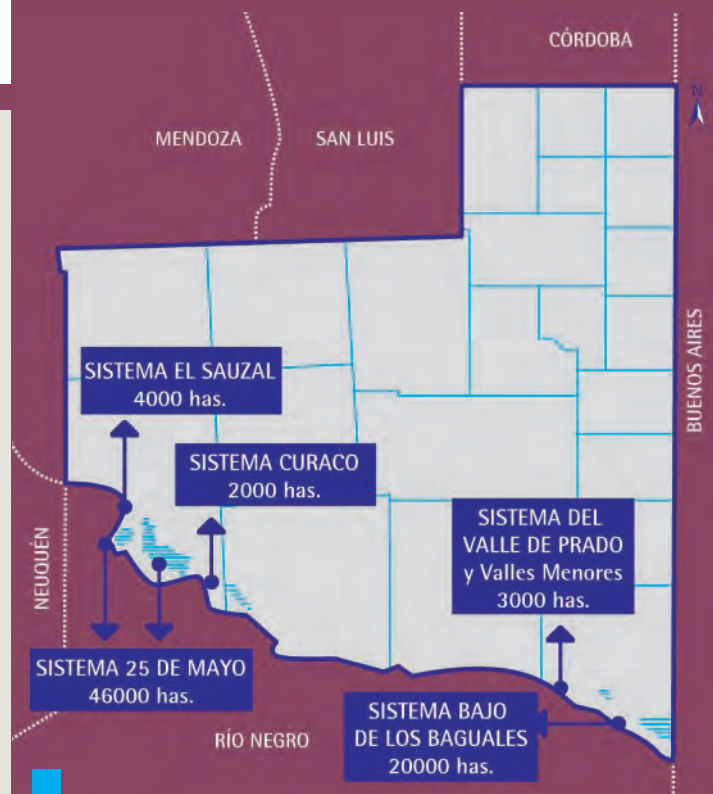 CÓRDOBA
N
MENDOZA
SAN LUIS
BUENOS AIRES
SISTEMA EL SAUZAL
4000 has.
SISTEMA CURACO
2000 has.
SISTEMA DEL
VALLE DE PRADO
y Valles Menores
3000 has.
NEUQUÉN
SISTEMA 25 DE MAYO
46000 has.
RÍO NEGRO
SISTEMA BAJO
DE LOS BAGUALES
20000 has.